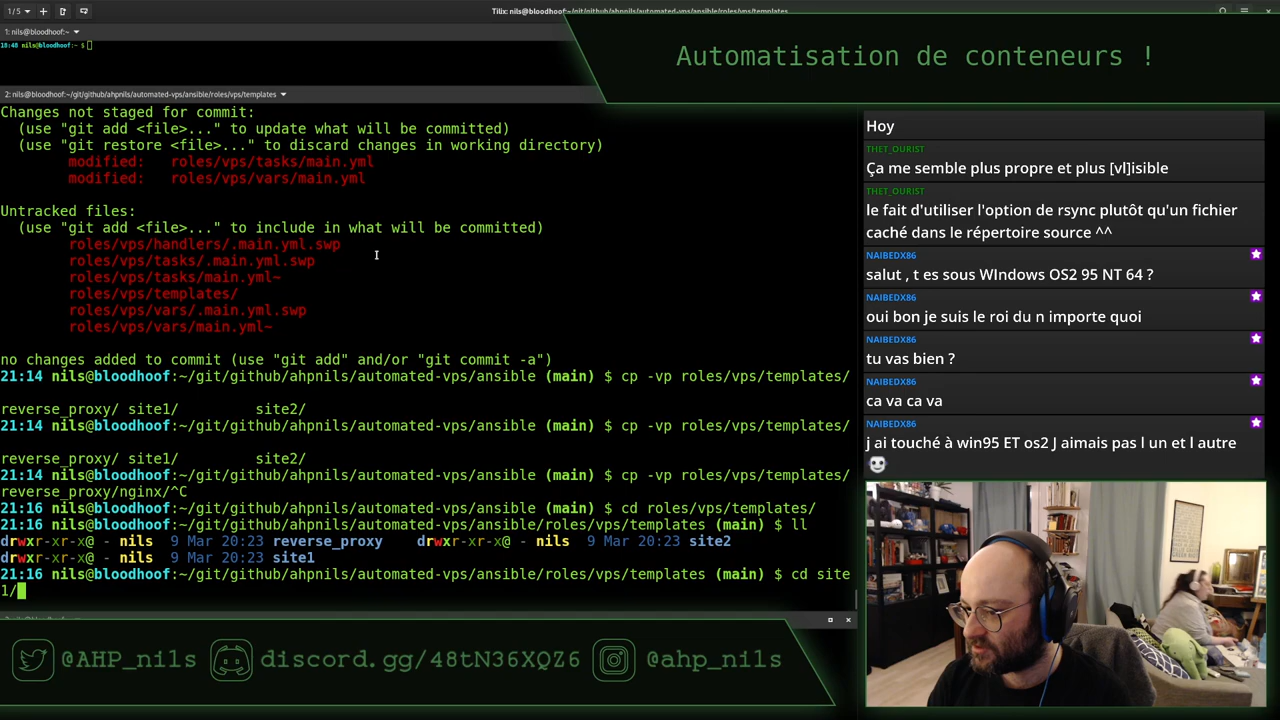 1/5
Tilix: nils@bloodhoof:~/git/github/ahpnils/automated-vps/ansible/roles/vps/templates
1: nils@bloodhoof:~
18:48 nils@bloodhoof:~ $
Automatisation de conteneurs !
2: nils@bloodhoof:~/git/github/ahpnils/automated-vps/ansible/roles/vps/templates
Changes not staged for commit:
(use "git add <file>..." to update what will be committed)
(use "git restore <file>..." to discard changes in working directory)
modified: roles/vps/tasks/main.yml
modified: roles/vps/vars/main.yml
Untracked files:
(use "git add <file>..." to include in what will be committed)
roles/vps/handlers/.main.yml.swp
roles/vps/tasks/.main.yml.swp
roles/vps/tasks/main.yml~
roles/vps/templates/
roles/vps/vars/.main.yml.swp
roles/vps/vars/main.yml~
no changes added to commit (use "git add" and/or "git commit -a")
21:14 nils@bloodhoof:~/git/github/ahpnils/automated-vps/ansible (main) $ cp -vp roles/vps/templates/
reverse_proxy/ site1/ site2/
21:14 nils@bloodhoof:~/git/github/ahpnils/automated-vps/ansible (main) $ cp -vp roles/vps/templates/
reverse_proxy/ site1/ site2/
21:14 nils@bloodhoof:~/git/github/ahpnils/automated-vps/ansible (main) $ cp -vp roles/vps/templates/
reverse_proxy/nginx/^C
21:16 nils@bloodhoof:~/git/github/ahpnils/automated-vps/ansible (main) $ cd roles/vps/templates/
21:16 nils@bloodhoof:~/git/github/ahpnils/automated-vps/ansible/roles/vps/templates (main) $ ll
drwxr-xr-x@ - nils 9 Mar 20:23 reverse_proxy drwxr-xr-x@ - nils 9 Mar 20:23 site2
drwxr-xr-x@ - nils 9 Mar 20:23 site1
21:16 nils@bloodhoof:~/git/github/ahpnils/automated-vps/ansible/roles/vps/templates (main) $ cd site
1/
Hoy
THET_OURIST
Ça me semble plus propre et plus [vl]isible
THET_OURIST
le fait d'utiliser l'option de rsync plutôt qu'un fichier
caché dans le répertoire source ^^
NAIBEDX86
salut , t es sous WIndows OS2 95 NT 64 ?
NAIBEDX86
oui bon je suis le roi du n importe quoi
NAIBEDX86
tu vas bien ?
NAIBEDX86
ca va ca va
NAIBEDX86
j ai touché à win95 ET os2 J aimais pas l un et l autre
@AHP_nils
discord.gg/48tN36XQZ6
@ahp_nils